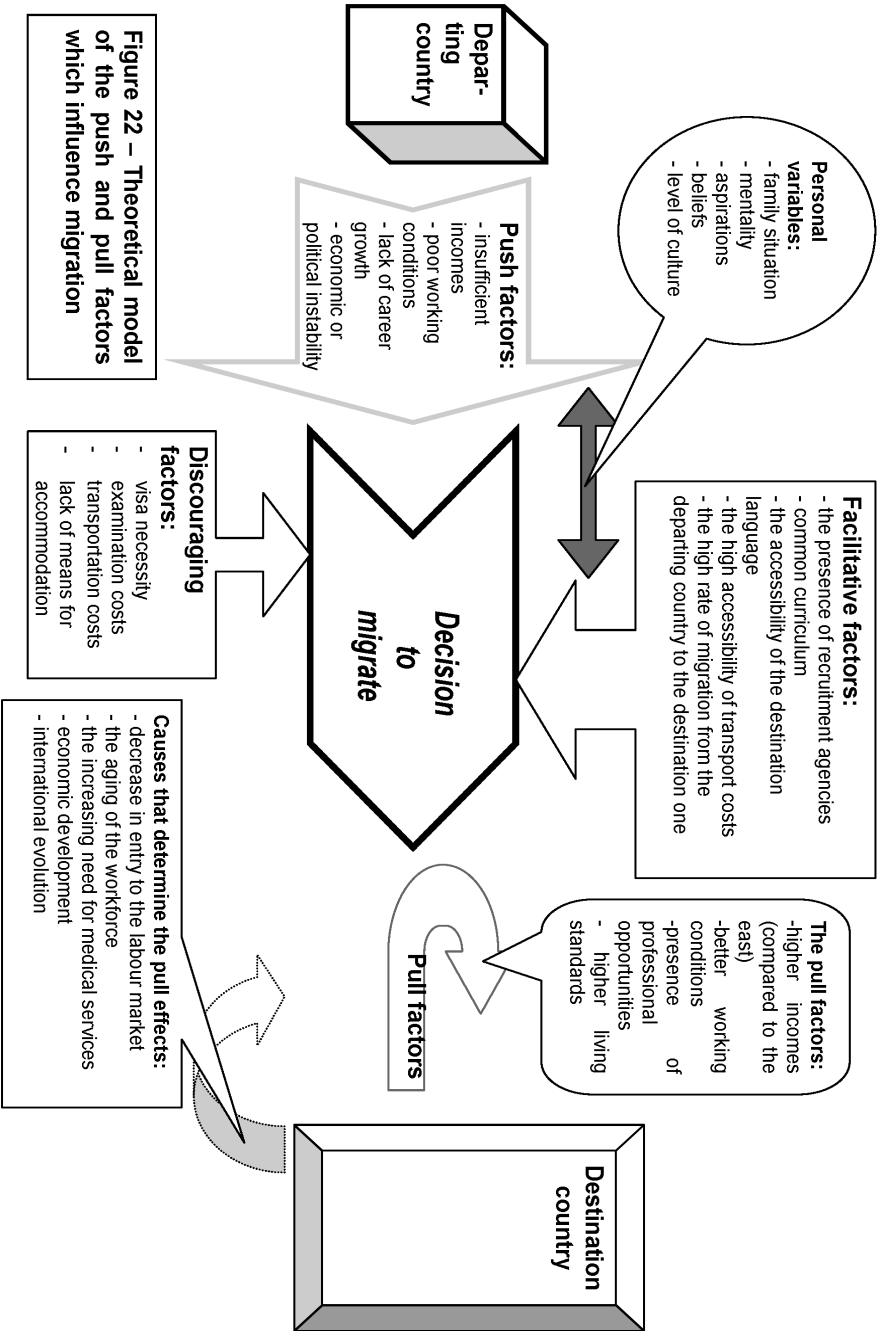 Personal
variables:
- family situation
- mentality
- aspirations
- beliefs
- level of culture
Facilitative factors:
- the presence of recruitment agencies
- common curriculum
- the accessibility of the destination
language
- the high accessibility of transport costs
- the high rate of migration from the
departing country to the destination one
The pull factors:
-higher incomes
(compared to the
east)
-better working
conditions
-presence of
professional
opportunities
- higher living
standards
Depar-
ting
country
Push factors:
- insufficient
incomes
- poor working
conditions
- lack of career
growth
- economic or
political instability
Decision
to
migrate
Pull factors
Destination
country
Figure 22 – Theoretical model
of the push and pull factors
which influence migration
Discouraging
factors:
- visa necessity
- examination costs
- transportation costs
- lack of means for
accommodation
Causes that determine the pull effects:
- decrease in entry to the labour market
- the aging of the workforce
- the increasing need for medical services
- economic development
- international evolution